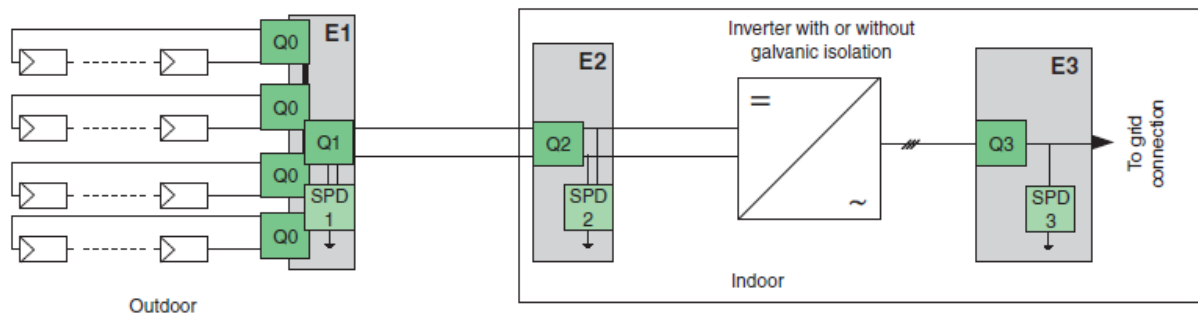 Q0
E1
Q0
Q1
Q0
SPD
1
Q0
Outdoor
E2
Q2
SPD
2
Inverter with or without
galvanic isolation
=
~
E3
Q3
SPD
3
To grid
connection
Indoor